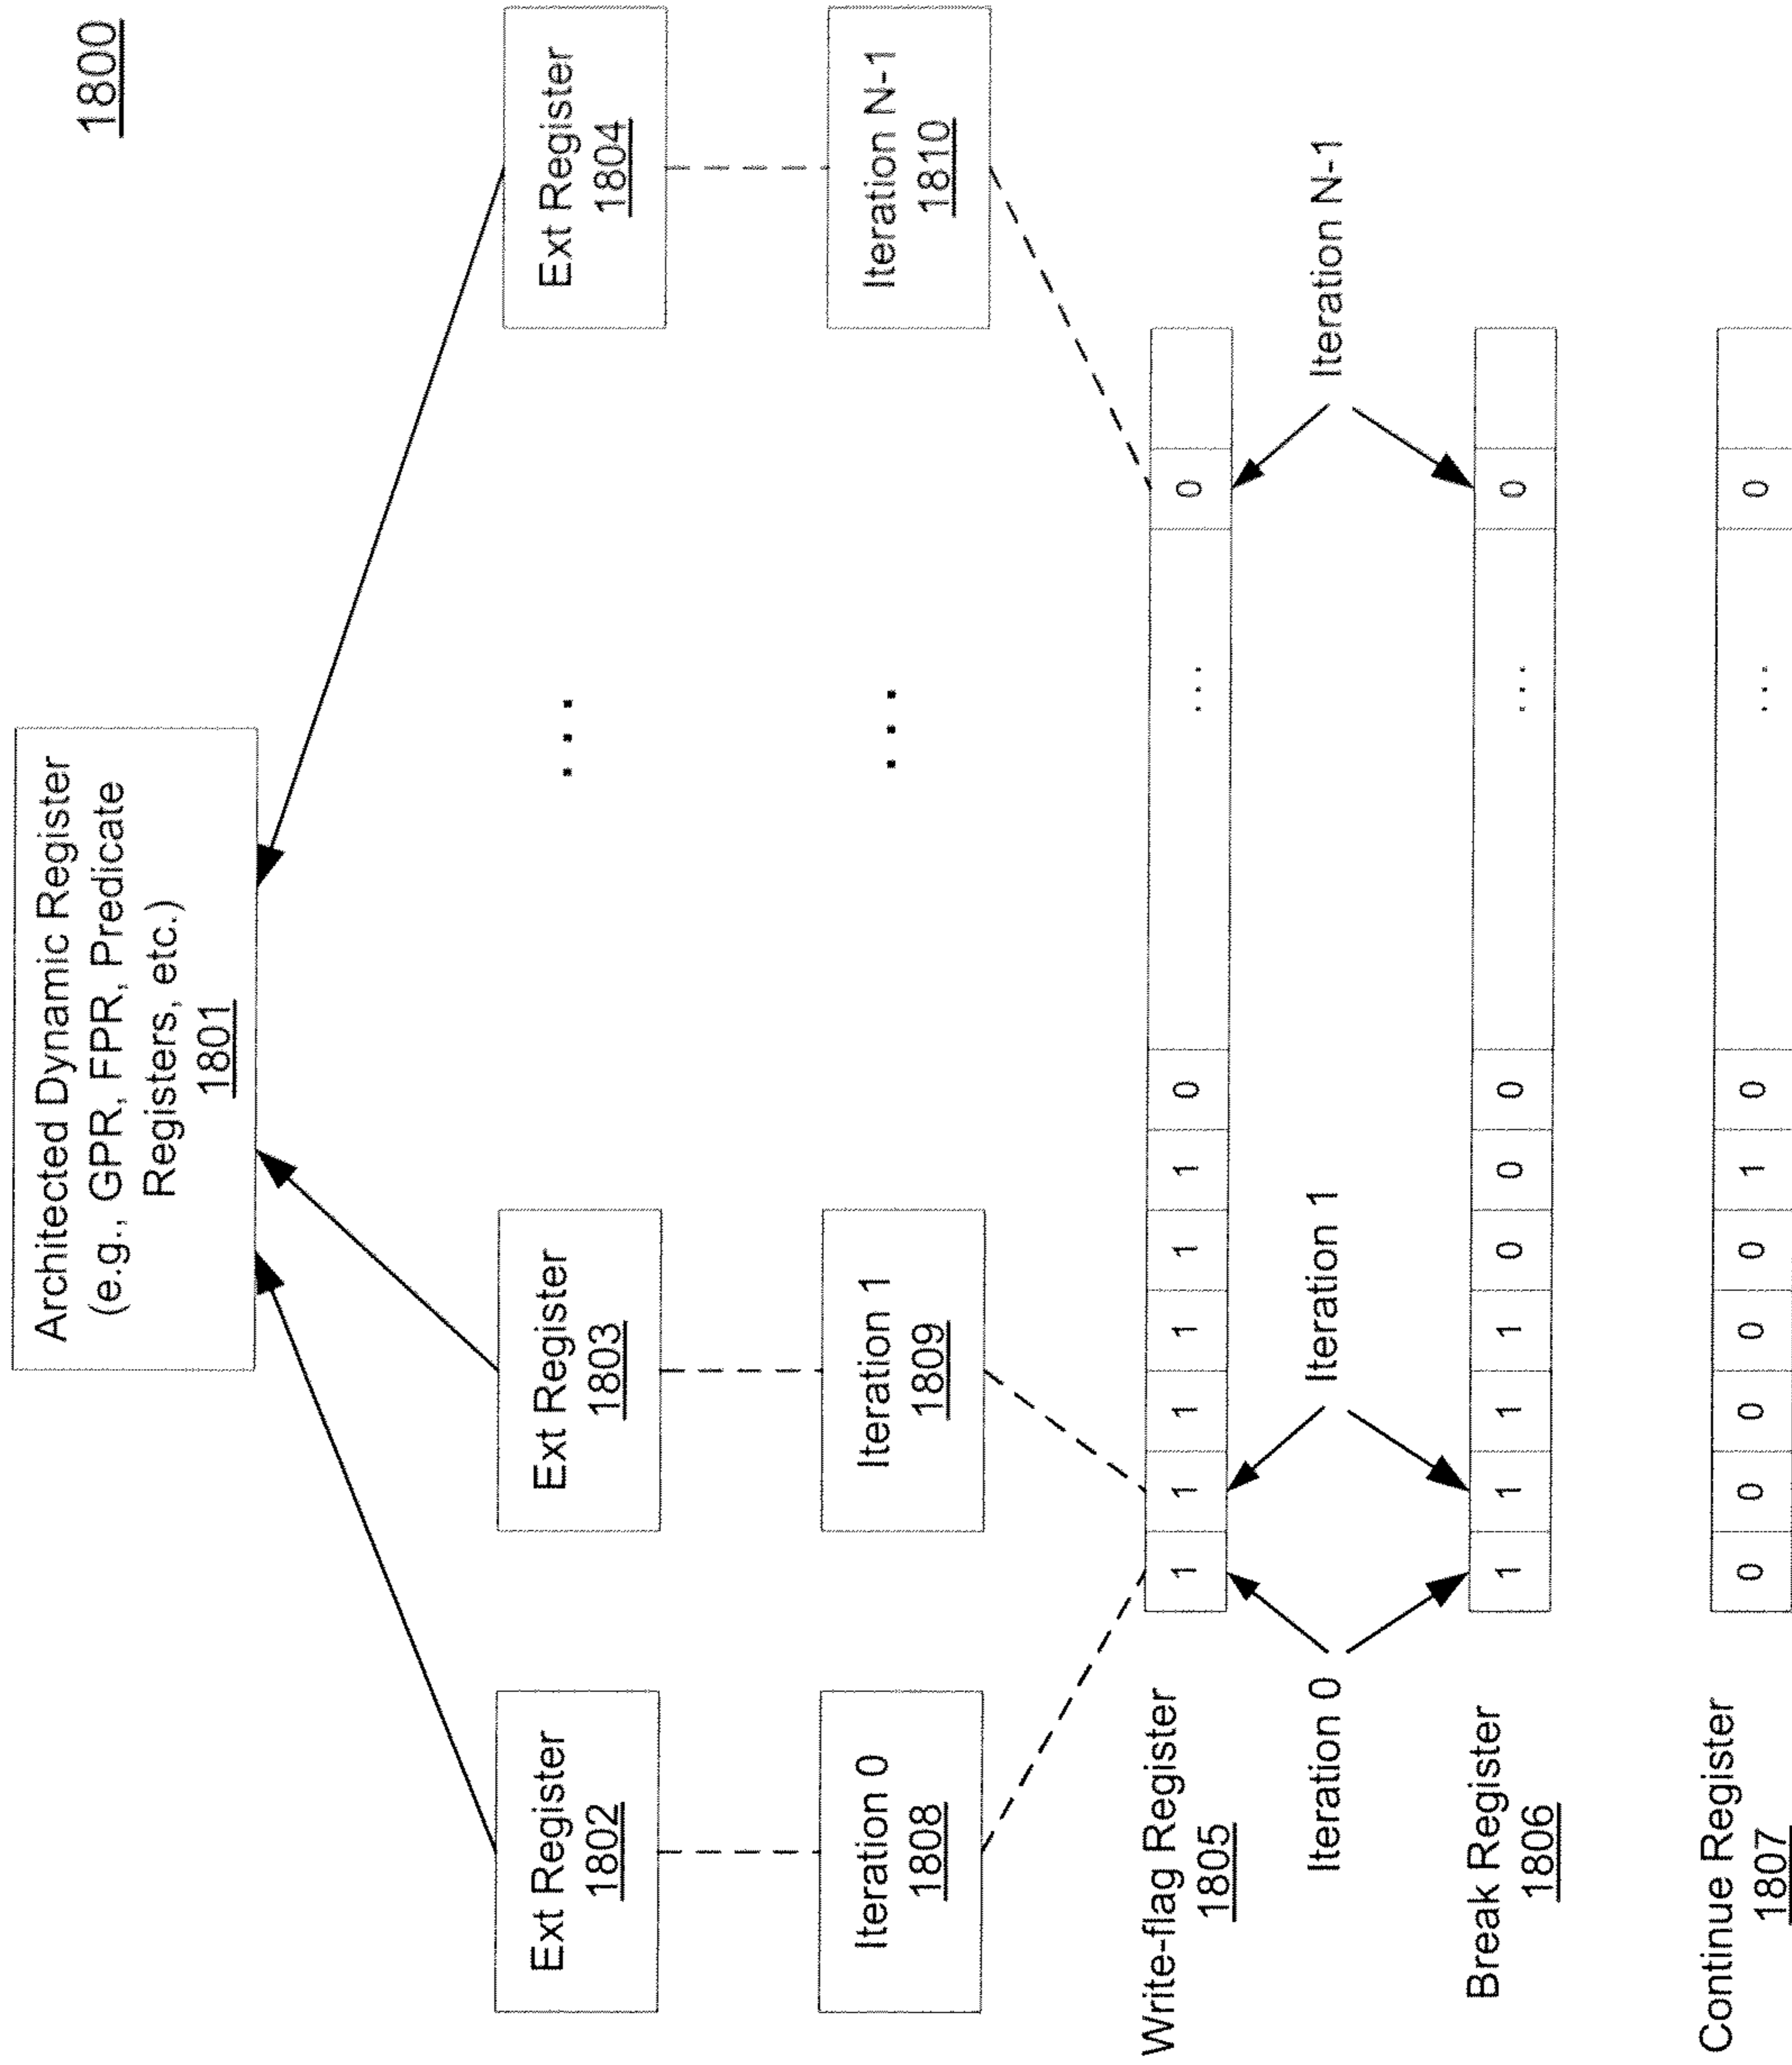 1800
Architected Dynamic Register
(e.g., GPR, FPR, Predicate
Registers, etc.)
1801
Ext Register
1802
Ext Register
1803
...
Ext Register
1804
Iteration 0
1808
Iteration 1
1809
...
Iteration N-1
1810
Write-flag Register
1805
1 1 1 1 1 1 0 ... 0
Iteration 0
Iteration 1
Iteration N-1
Break Register
1806
1 1 1 1 0 0 0 ... 0
Continue Register
1807
0 0 0 0 0 1 0 ... 0